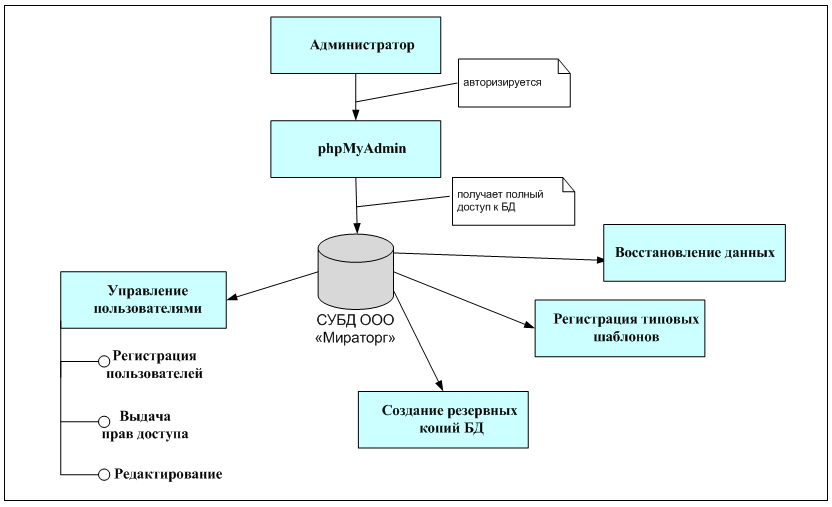 Администратор
авторизируется
phpMyAdmin
получает полный
доступ к БД
Восстановление данных
Управление
пользователями
СУБД ООО
«Мираторг»
Регистрация типовых
шаблонов
Регистрация
пользователей
Создание резервных
копий БД
Выдача
прав доступа
Редактирование